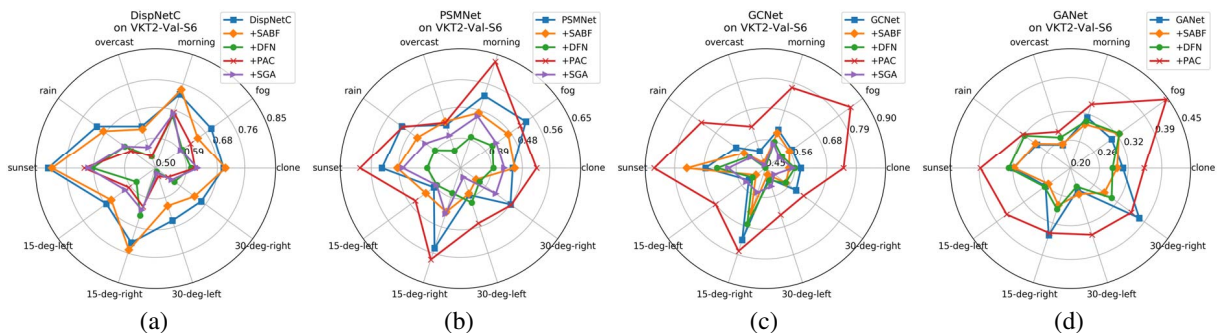 DispNetC
on VKT2-Val-S6
DispNetC
+SABF
+DFN
+PAC
+SGA
overcast
morning
rain
fog
sunset
clone
15-deg-left
30-deg-right
15-deg-right
30-deg-left
0.50
0.59
0.68
0.76
0.85
(a)
PSMNet
on VKT2-Val-S6
PSMNet
+SABF
+DFN
+PAC
+SGA
overcast
morning
rain
fog
sunset
clone
15-deg-left
30-deg-right
15-deg-right
30-deg-left
0.39
0.48
0.65
(b)
GCNet
on VKT2-Val-S6
GCNet
+SABF
+DFN
+PAC
+SGA
overcast
morning
rain
fog
sunset
clone
15-deg-left
30-deg-right
15-deg-right
30-deg-left
0.45
0.56
0.68
0.79
0.90
(c)
GANet
on VKT2-Val-S6
GANet
+SABF
+DFN
+PAC
overcast
morning
rain
fog
sunset
clone
15-deg-left
30-deg-right
15-deg-right
30-deg-left
0.20
0.26
0.32
0.39
0.45
(d)